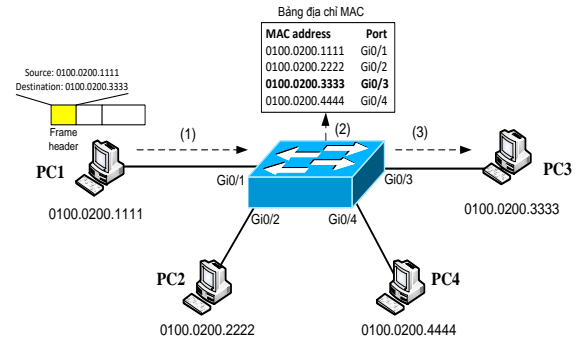 Bảng địa chỉ MAC
MAC address Port
0100.0200.1111 Gi0/1
0100.0200.2222 Gi0/2
0100.0200.3333 Gi0/3
0100.0200.4444 Gi0/4
Source: 0100.0200.1111
Destination: 0100.0200.3333
Frame
header
(1)
(2)
(3)
PC1
PC3
Gi0/1
Gi0/3
0100.0200.1111
0100.0200.3333
Gi0/2
Gi0/4
PC2
PC4
0100.0200.2222
0100.0200.4444